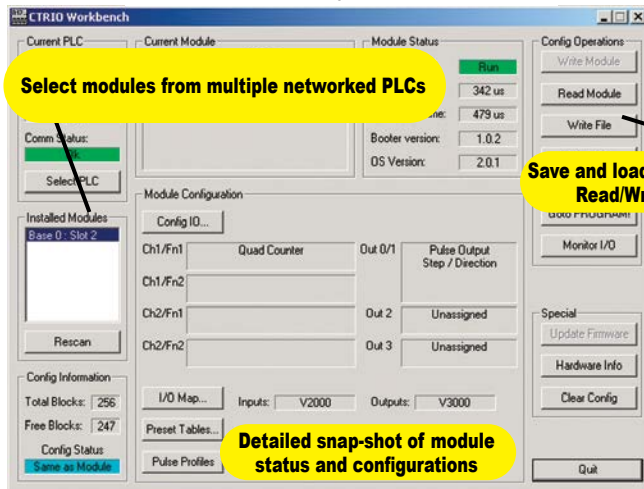 CTRIO Workbench
Current PLC
Current Module
Module Status
Config Operations
Run
Write Module
Select modules from multiple networked PLCs
342 us
Read Module
479 us
Write File
Comm Status:
Booter version: 1.0.2
OS Version: 2.0.1
Select PLC
Save and load
Read/Wr
Module Configuration
Installed Modules
Config IO...
Goto PROGRAM!
Base 0 : Slot 2
Ch1/Fn1 Quad Counter Out 0/1 Pulse Output
Step / Direction
Monitor I/O
Ch1/Fn2
Ch2/Fn1 Out 2 Unassigned
Special
Update Firmware
Rescan
Ch2/Fn2 Out 3 Unassigned
Hardware Info
Config Information
Total Blocks: 256
I/O Map... Inputs: V2000 Outputs: V3000
Clear Config
Free Blocks: 247
Preset Tables...
Detailed snap-shot of module
status and configurations
Config Status
Same as Module
Pulse Profiles
Quit